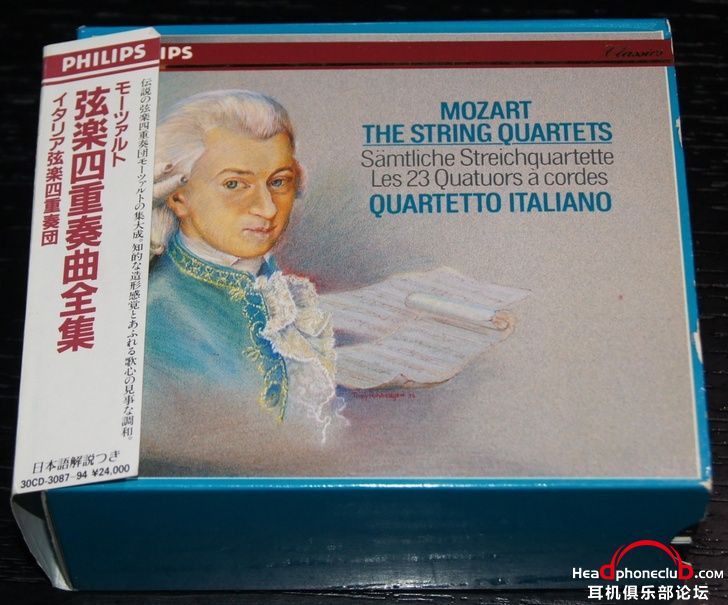 PHILIPS
モーツァルト
弦楽四重奏曲全集
イタリア弦楽四重奏団
伝説の弦楽四重奏団モーツァルトの集大成。知的な造形感覚とあふれる歌心の見事な調和。
日本語解説つき
30CD-3087~94 ¥24,000
IPS
Classics
MOZART
THE STRING QUARTETS
Sämtliche Streichquartette
Les 23 Quatuors à cordes
QUARTETTO ITALIANO
HeadphonecluD.com
耳机俱乐部论坛